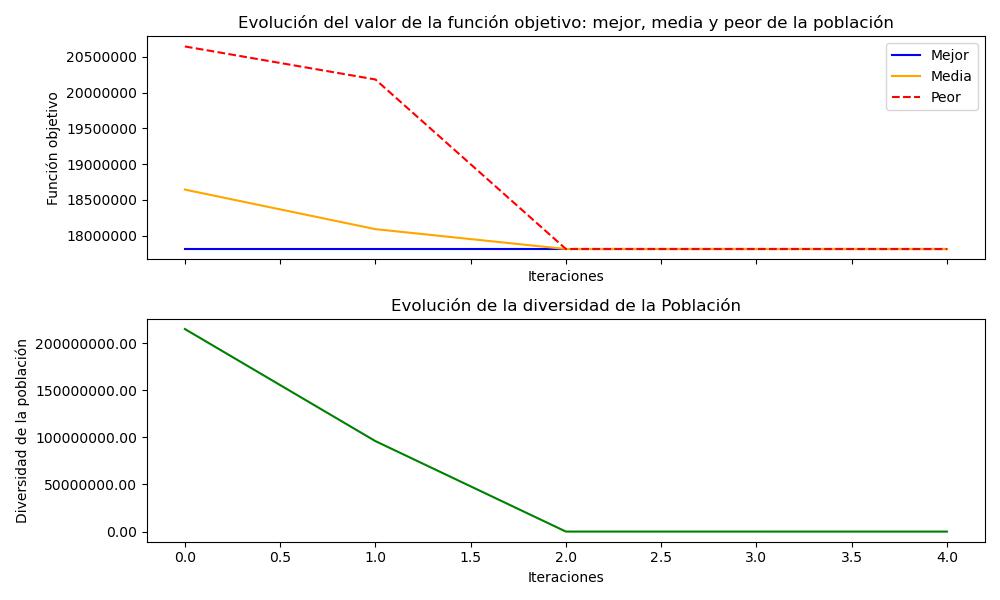 Evolución del valor de la función objetivo: mejor, media y peor de la población
Función objetivo
20500000
20000000
19500000
19000000
18500000
18000000
Mejor
Media
Peor
Iteraciones
Evolución de la diversidad de la Población
Diversidad de la población
200000000.00
150000000.00
100000000.00
50000000.00
0.00
0.0 0.5 1.0 1.5 2.0 2.5 3.0 3.5 4.0
Iteraciones